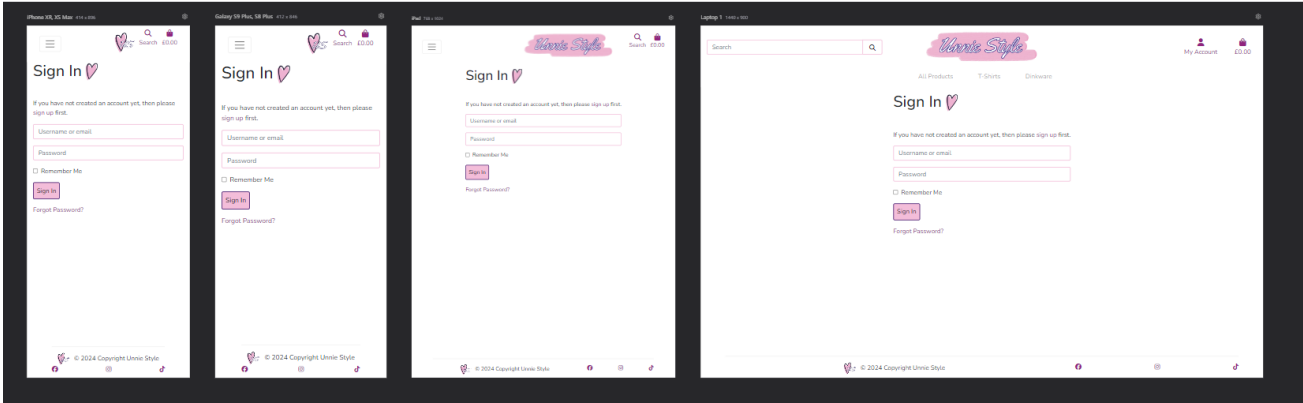 iPhone XR, XS Max 414 x 896
Search £0.00
Sign In
If you have not created an account yet, then please
sign up first.
Username or email
Password
Remember Me
Sign In
Forgot Password?
© 2024 Copyright Unnie Style
Galaxy S9 Plus, S8 Plus 412 x 846
Search £0.00
Sign In
If you have not created an account yet, then please
sign up first.
Username or email
Password
Remember Me
Sign In
Forgot Password?
© 2024 Copyright Unnie Style
iPad
Unnie Style
Search £0.00
Sign In
If you have not created an account yet, then please sign up first.
Username or email
Password
Remember Me
Sign In
Forgot Password?
© 2024 Copyright Unnie Style
Laptop 1
Search
Unnie Style
My Account £0.00
All Products T-Shirts Dineware
Sign In
If you have not created an account yet, then please sign up first.
Username or email
Password
Remember Me
Sign In
Forgot Password?
© 2024 Copyright Unnie Style